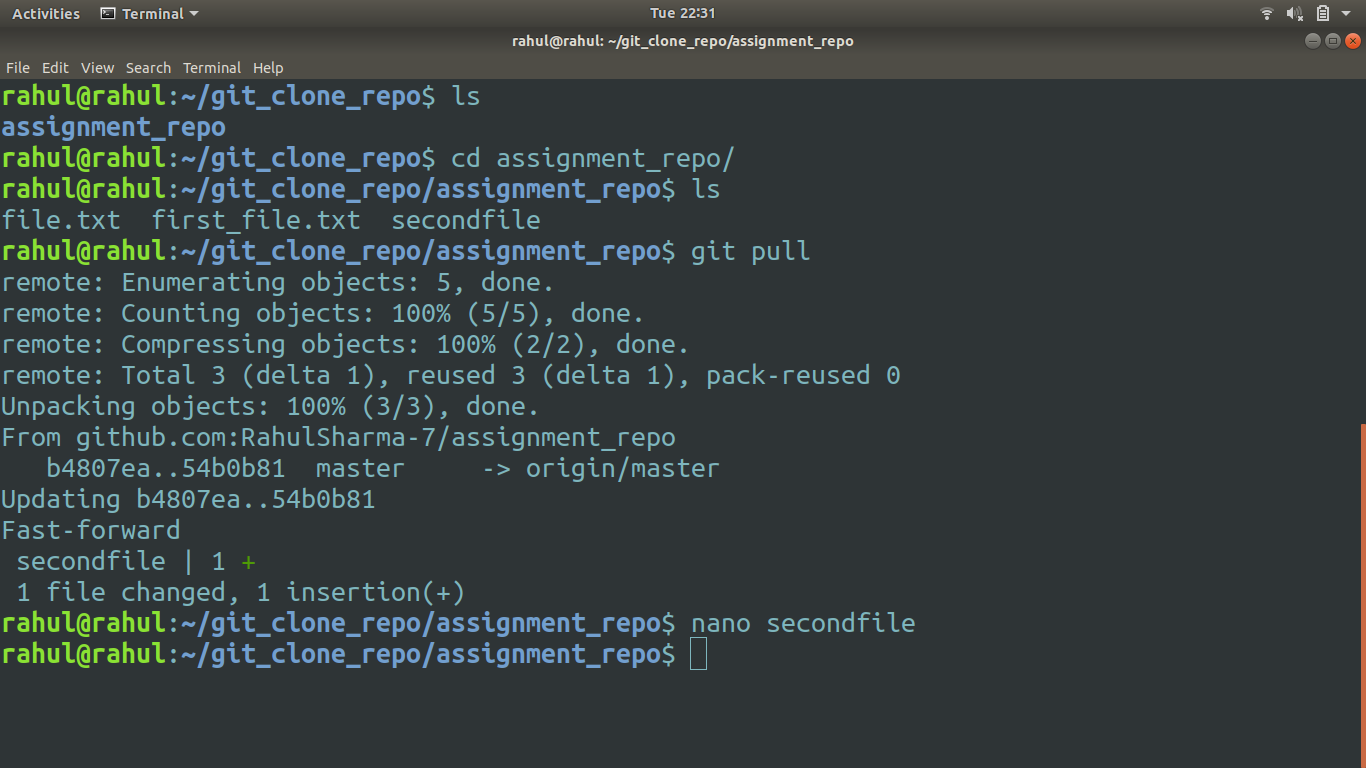 Activities Terminal Tue 22:31
rahul@rahul: ~/git_clone_repo/assignment_repo
File Edit View Search Terminal Help
rahul@rahul:~/git_clone_repo$ ls
assignment_repo
rahul@rahul:~/git_clone_repo$ cd assignment_repo/
rahul@rahul:~/git_clone_repo/assignment_repo$ ls
file.txt  first_file.txt  secondfile
rahul@rahul:~/git_clone_repo/assignment_repo$ git pull
remote: Enumerating objects: 5, done.
remote: Counting objects: 100% (5/5), done.
remote: Compressing objects: 100% (2/2), done.
remote: Total 3 (delta 1), reused 3 (delta 1), pack-reused 0
Unpacking objects: 100% (3/3), done.
From github.com:RahulSharma-7/assignment_repo
   b4807ea..54b0b81  master     -> origin/master
Updating b4807ea..54b0b81
Fast-forward
 secondfile | 1 +
 1 file changed, 1 insertion(+)
rahul@rahul:~/git_clone_repo/assignment_repo$ nano secondfile
rahul@rahul:~/git_clone_repo/assignment_repo$